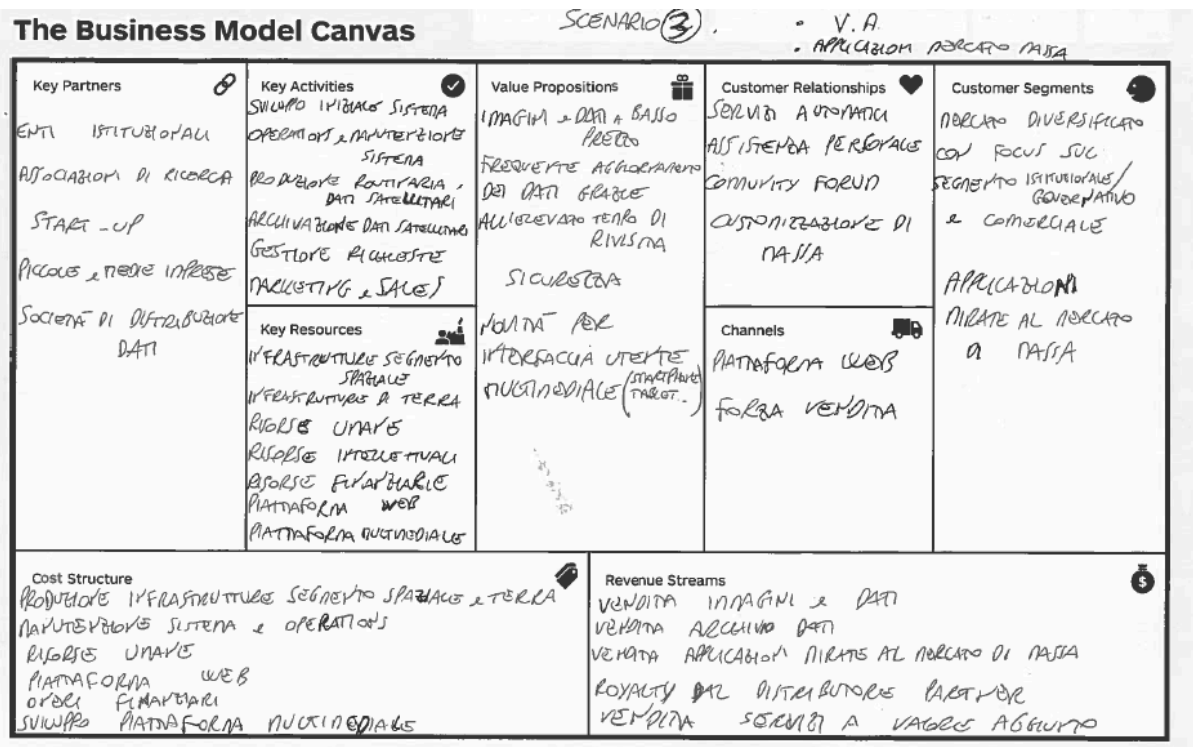 The Business Model Canvas
SCENARIO 3.
• V.A.
• APPLICAZIONI MERCATO MASSA
Key Partners
ENTI ISTITUZIONALI
ASSOCIAZIONI DI RICERCA
START-UP
PICCOLE e MEDIE IMPRESE
SOCIETÀ DI DISTRIBUZIONE
DATI
Key Activities
SVILUPPO INIZIALE SISTEMA
OPERATIONS e MANUTENZIONE
SISTEMA
PRODUZIONE ROUTINARIA
DATI SATELLITARI
ARCHIVIAZIONE DATI SATELLITARI
GESTIONE RICHIESTE
MARKETING e SALES
Key Resources
INFRASTRUTTURE SEGMENTO
SPAZIALE
INFRASTRUTTURE A TERRA
RISORSE UMANE
RISORSE INTELLETTUALI
RISORSE FINANZIARIE
PIATTAFORMA WEB
PIATTAFORMA MULTIMEDIALE
Value Propositions
IMAGINI e DATI A BASSO
PREZZO
FREQUENTE AGGIORNAMENTO
DEI DATI GRAZIE
ALL'ELEVATO TEMPO DI
RIVISITA
SICUREZZA
NOVITÀ PER
INTERFACCIA UTENTE
MULTIMEDIALE (SMARTPHONE
TABLET...)
Customer Relationships
SERVIZI AUTOMATICI
ASSISTENZA PERSONALE
COMUNITY FORUM
CUSTOMIZZAZIONE DI
MASSA
Channels
PIATTAFORMA WEB
FORZA VENDITA
Customer Segments
MERCATO DIVERSIFICATO
CON FOCUS SUL
SEGMENTO ISTITUZIONALE/
GOVERNATIVO
e COMERCIALE
APPLICAZIONI
MIRATE AL MERCATO
DI MASSA
Cost Structure
PRODUZIONE INFRASTRUTTURE SEGMENTO SPAZIALE e TERRA
MANUTENZIONE SISTEMA e OPERATIONS
RISORSE UMANE
PIATTAFORMA WEB
ONERI FINANZIARI
SVILUPPO PIATTAFORMA MULTIMEDIALE
Revenue Streams
VENDITA IMMAGINI e DATI
VENDITA ARCHIVIO DATI
VENDITA APPLICAZIONI MIRATE AL MERCATO DI MASSA
ROYALTY DAL DISTRIBUTORE PARTNER
VENDITA SERVIZI A VALORE AGGIUNTO